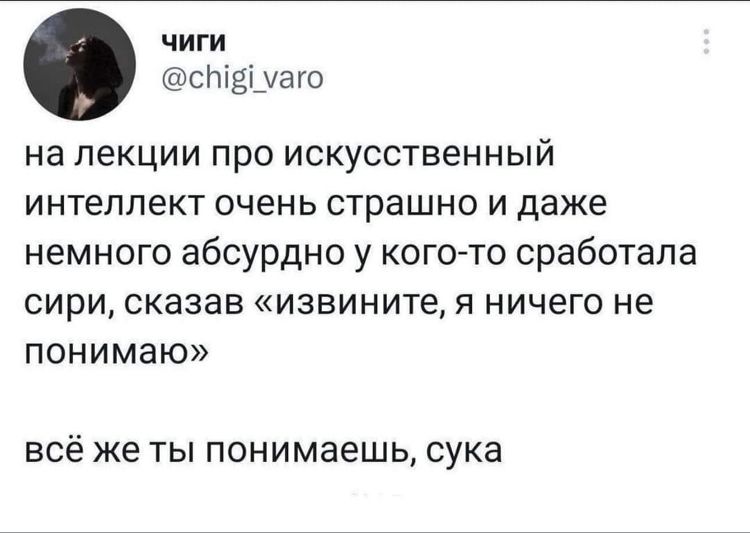 чиги
@chigi_varo
на лекции про искусственный
интеллект очень страшно и даже
немного абсурдно у кого-то сработала
сири, сказав «извините, я ничего не
понимаю»
всё же ты понимаешь, сука